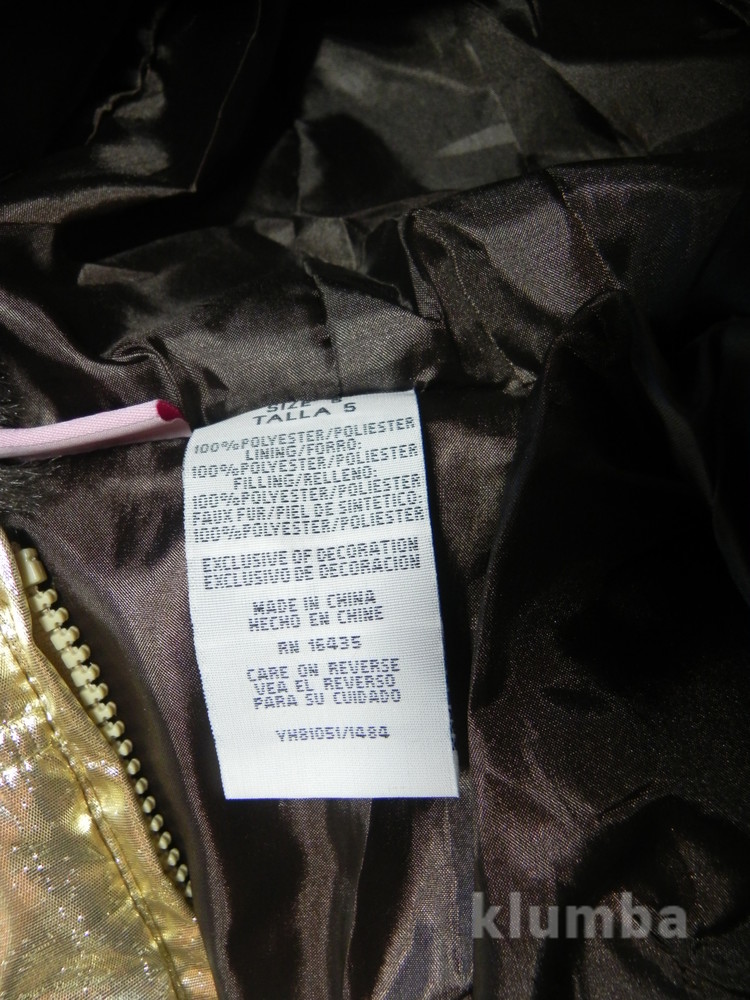 SIZE 5
TALLA 5
100%POLYESTER/POLIESTER
LINING/FORRO:
100%POLYESTER/POLIESTER
FILLING/RELLENO:
100%POLYESTER/POLIESTER
FAUX FUR/PIEL DE SINTETICO:
100%POLYESTER/POLIESTER
EXCLUSIVE OF DECORATION
EXCLUSIVO DE DECORACION
MADE IN CHINA
HECHO EN CHINE
RN 16435
CARE ON REVERSE
VEA EL REVERSO
PARA SU CUIDADO
YH81051/1484
klumba